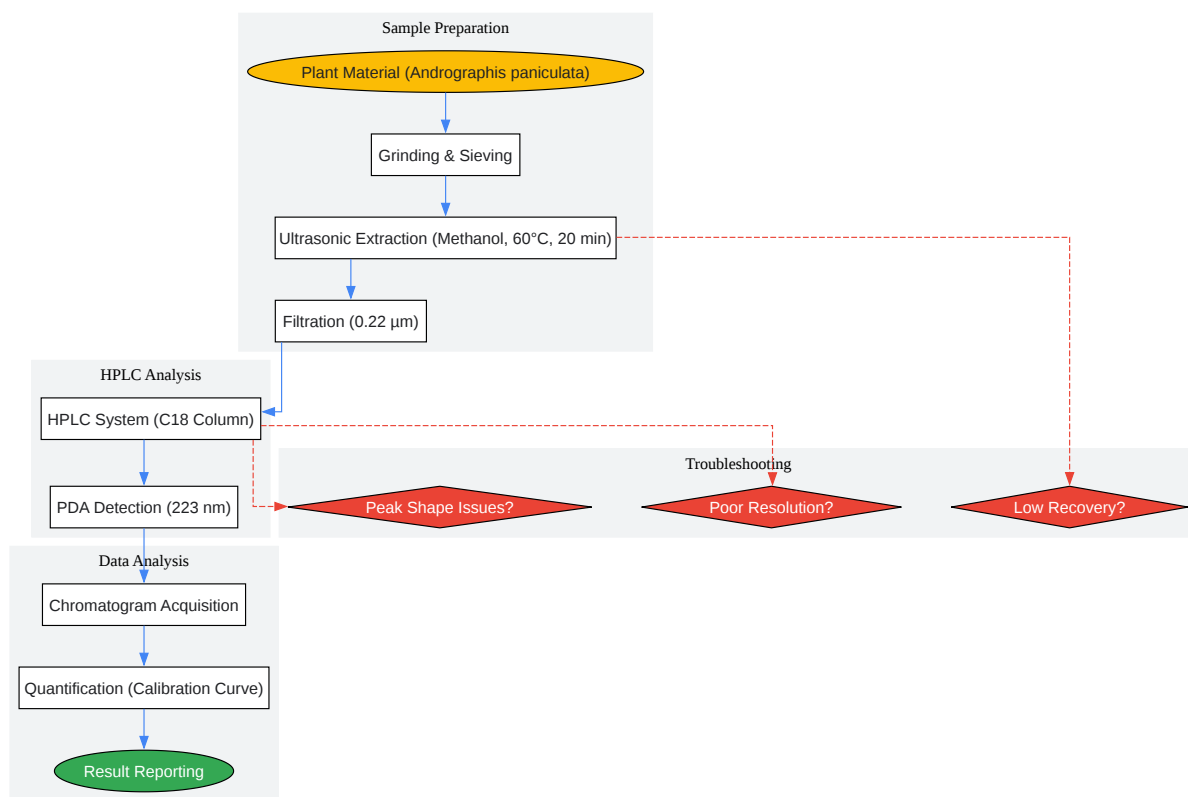 Sample Preparation
Plant Material (Andrographis paniculata)
Grinding & Sieving
Ultrasonic Extraction (Methanol, 60°C, 20 min)
Filtration (0.22 µm)
HPLC Analysis
HPLC System (C18 Column)
PDA Detection (223 nm)
Troubleshooting
Peak Shape Issues?
Poor Resolution?
Low Recovery?
Data Analysis
Chromatogram Acquisition
Quantification (Calibration Curve)
Result Reporting